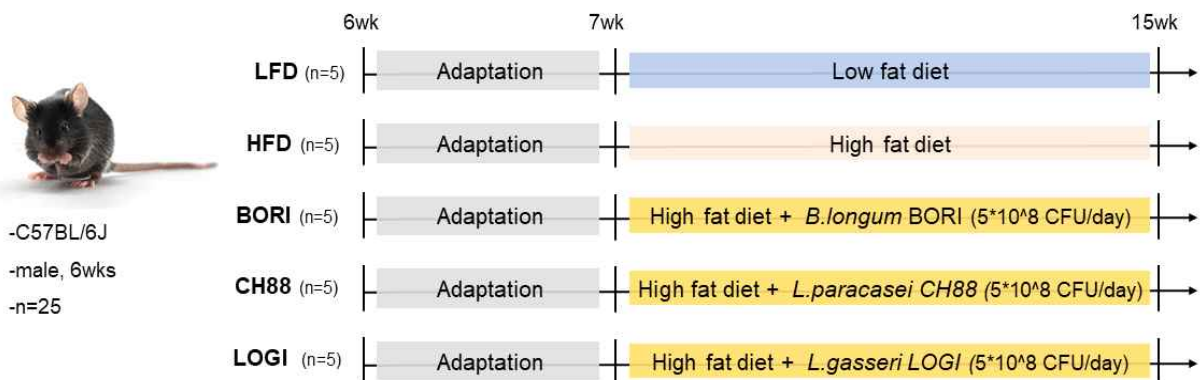 6wk 7wk 15wk
LFD (n=5) Adaptation Low fat diet
HFD (n=5) Adaptation High fat diet
BORI (n=5) Adaptation High fat diet + B.longum BORI (5*10^8 CFU/day)
-C57BL/6J
-male, 6wks
CH88 (n=5) Adaptation High fat diet + L.paracasei CH88 (5*10^8 CFU/day)
-n=25
LOGI (n=5) Adaptation High fat diet + L.gasseri LOGI (5*10^8 CFU/day)